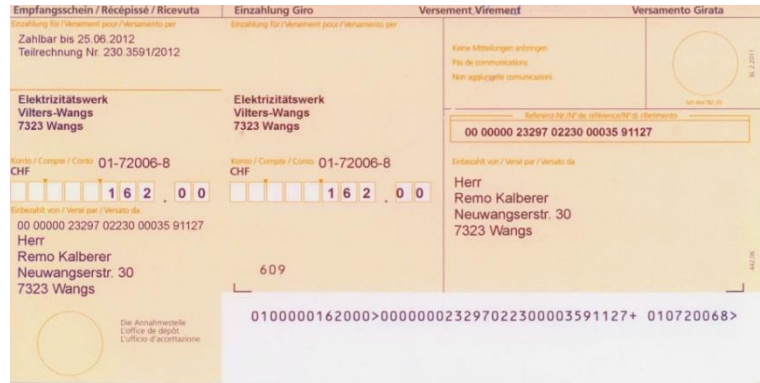 Empfangsschein / Récépissé / Ricevuta
Einzahlung für / Versement pour / Versamento per
Zahlbar bis 25.06.2012
Teilrechnung Nr. 230.3591/2012
Elektrizitätswerk
Vilters-Wangs
7323 Wangs
Konto / Compte / Conto 01-72006-8
CHF
162.00
Einbezahlt von / Versé par / Versato da
00 00000 23297 02230 00035 91127
Herr
Remo Kalberer
Neuwangserstr. 30
7323 Wangs
Die Annahmestelle
L'office de dépôt
L'ufficio d'accettazione
Einzahlung Giro
Einzahlung für / Versement pour / Versamento per
Elektrizitätswerk
Vilters-Wangs
7323 Wangs
Konto / Compte / Conto 01-72006-8
CHF
162.00
609
Versement Virement
Versamento Girata
Keine Mitteilungen anbringen
Pas de communications
Non aggiungete comunicazioni
Referenz-Nr./N° de référence/N° di riferimento
00 00000 23297 02230 00035 91127
Einbezahlt von / Versé par / Versato da
Herr
Remo Kalberer
Neuwangserstr. 30
7323 Wangs
442.06
0100000162000>000000023297022300003591127+ 010720068>